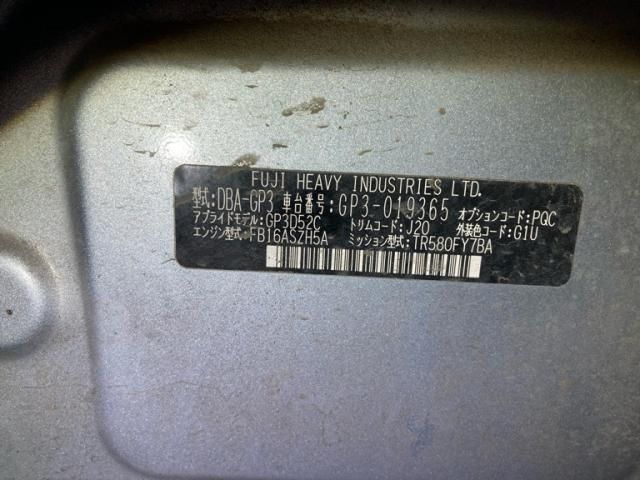 FUJI HEAVY INDUSTRIES LTD.
型式:DBA-GP3 車台番号:GP3-019365 オプションコード:PQC
アプライドモデル:GP3D52C トリムコード:J20 外装色コード:G1U
エンジン型式:FB16ASZH5A ミッション型式:TR580FY7BA